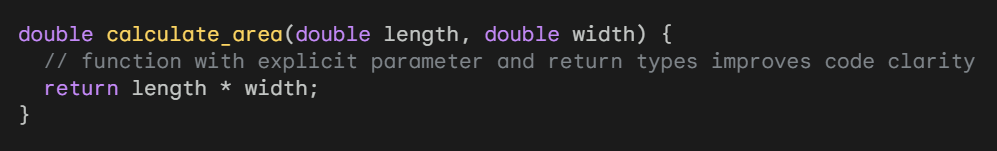 double calculate_area(double length, double width) {
  // function with explicit parameter and return types improves code clarity
  return length * width;
}